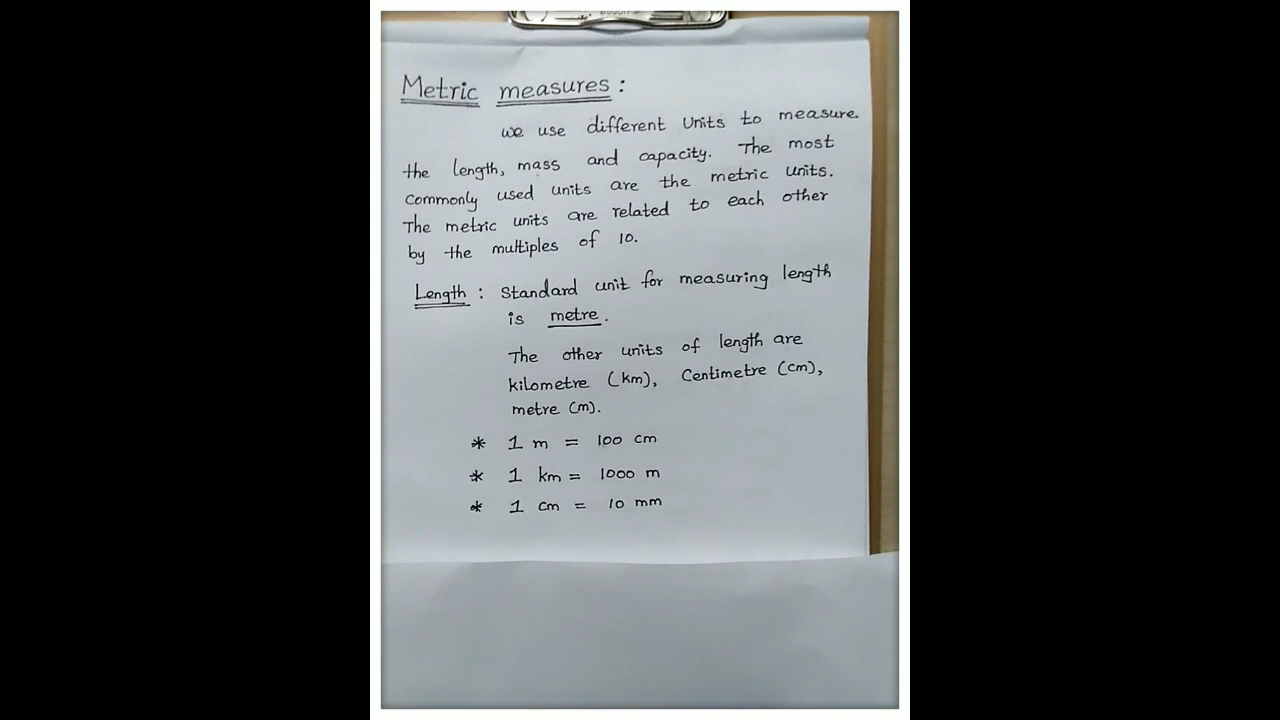 Metric measures :
we use different Units to measure.
the length, mass and capacity. The most
commonly used units are the metric units.
The metric units are related to each other
by the multiples of 10.
Length : Standard unit for measuring length
is metre.
The other units of length are
kilometre (km), Centimetre (cm),
metre (m).
* 1 m = 100 cm
* 1 km = 1000 m
* 1 cm = 10 mm